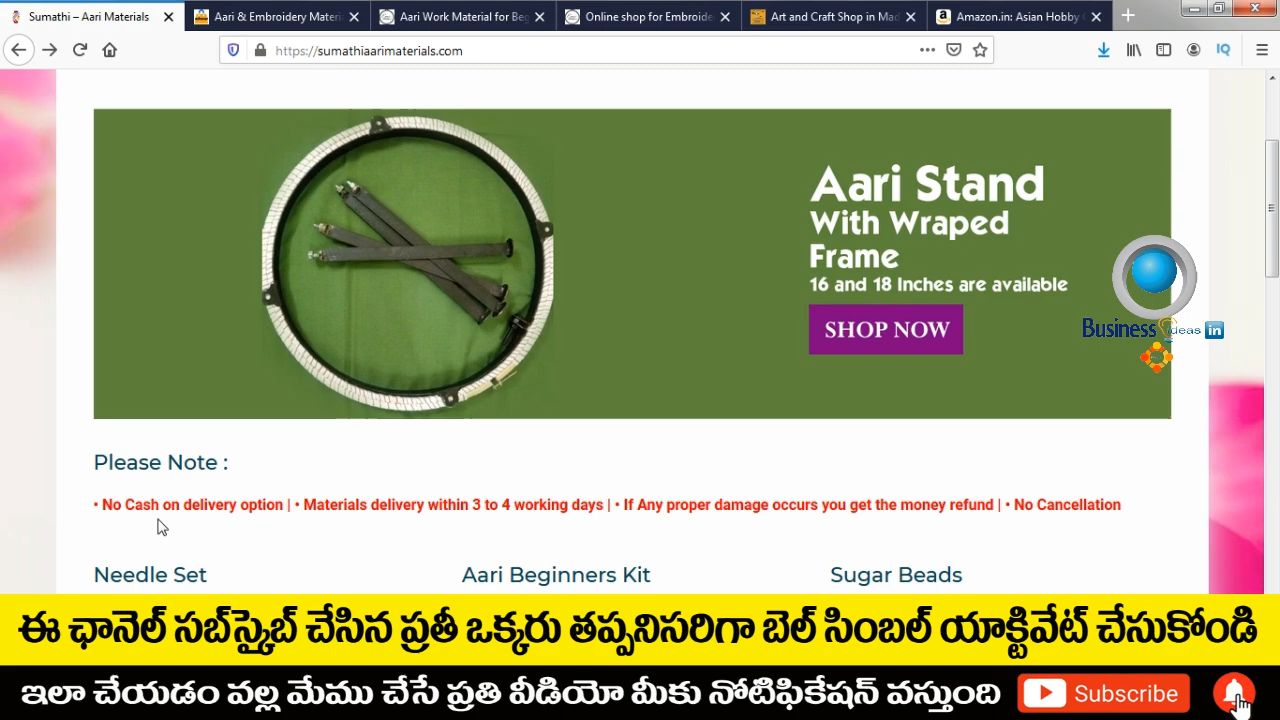 Sumathi – Aari Materials
Aari & Embroidery Materi
Aari Work Material for Beg
Online shop for Embroide
Art and Craft Shop in Mad
Amazon.in: Asian Hobby C
https://sumathiaarimaterials.com
IQ
Aari Stand
With Wraped
Frame
16 and 18 Inches are available
SHOP NOW
Business ideas in
Please Note :
• No Cash on delivery option | • Materials delivery within 3 to 4 working days | • If Any proper damage occurs you get the money refund | • No Cancellation
Needle Set
Aari Beginners Kit
Sugar Beads
ఈ ఛానెల్ సబ్‌స్క్రైబ్ చేసిన ప్రతీ ఒక్కరు తప్పనిసరిగా బెల్ సింబల్ యాక్టివేట్ చేసుకోండి
ఇలా చేయడం వల్ల మేము చేసే ప్రతి వీడియో మీకు నోటిఫికేషన్ వస్తుంది
Subscribe